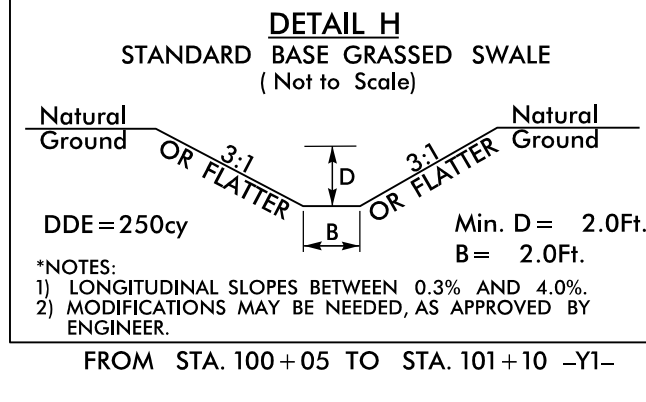 DETAIL H
STANDARD BASE GRASSED SWALE
( Not to Scale)
Natural
Ground
3:1
OR FLATTER
D
B
3:1
OR FLATTER
Natural
Ground
DDE=250cy
Min. D= 2.0Ft.
B= 2.0Ft.
*NOTES:
1) LONGITUDINAL SLOPES BETWEEN 0.3% AND 4.0%.
2) MODIFICATIONS MAY BE NEEDED, AS APPROVED BY
ENGINEER.
FROM STA. 100+05 TO STA. 101+10 -Y1-